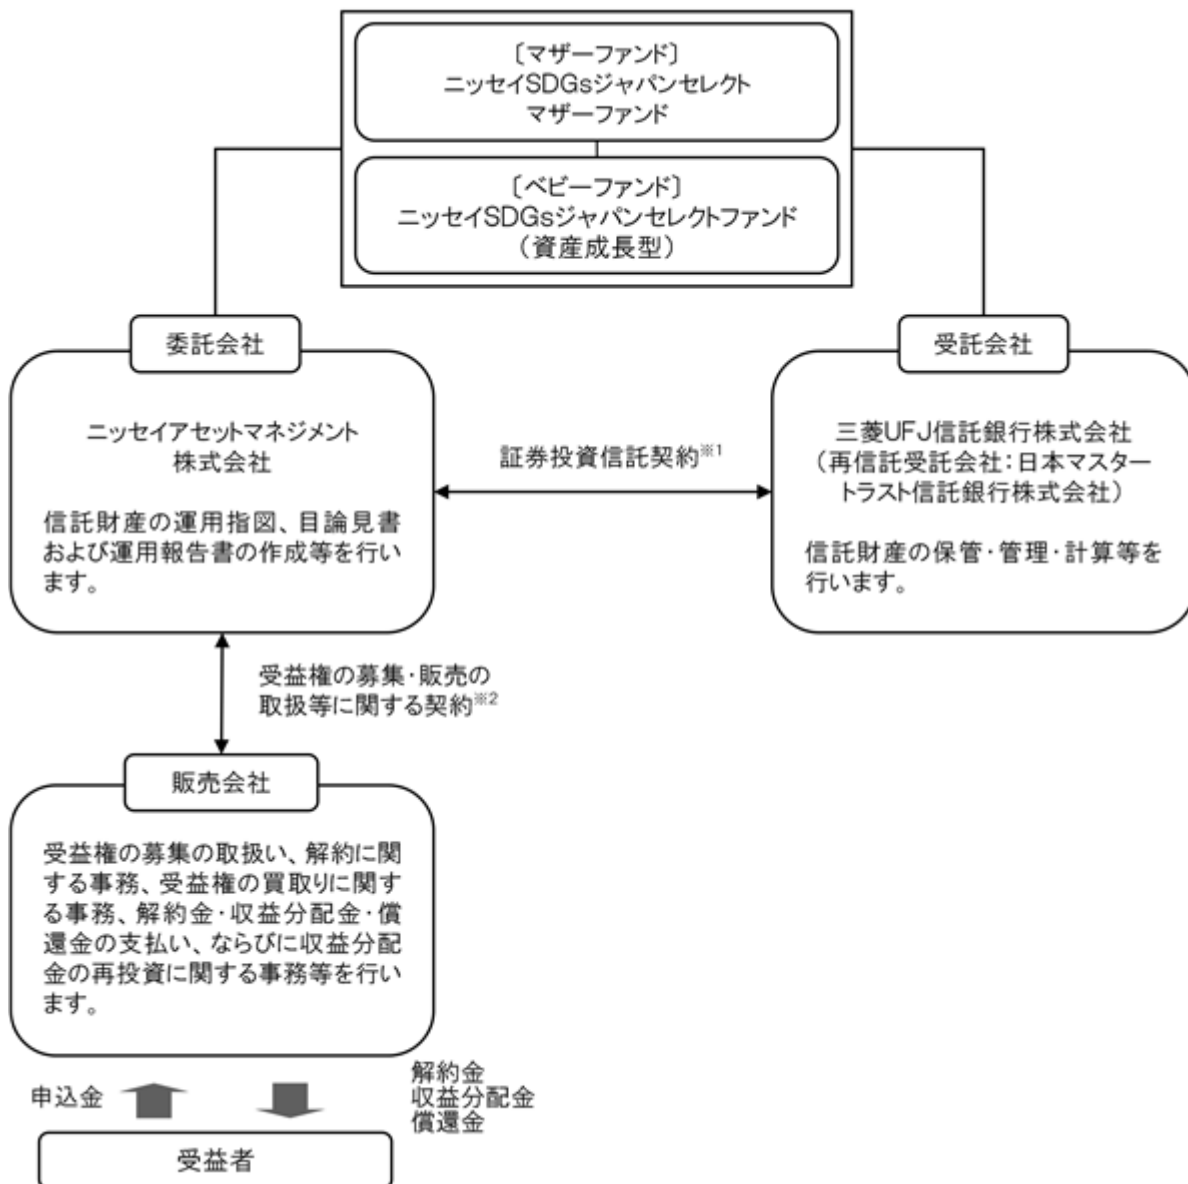 〔マザーファンド〕
ニッセイSDGsジャパンセレクト
マザーファンド
〔ベビーファンド〕
ニッセイSDGsジャパンセレクトファンド
（資産成長型）
委託会社
ニッセイアセットマネジメント
株式会社
信託財産の運用指図、目論見書
および運用報告書の作成等を行い
ます。
証券投資信託契約※1
受託会社
三菱UFJ信託銀行株式会社
（再信託受託会社：日本マスター
トラスト信託銀行株式会社）
信託財産の保管・管理・計算等を
行います。
受益権の募集・販売の
取扱等に関する契約※2
販売会社
受益権の募集の取扱い、解約に関
する事務、受益権の買取りに関す
る事務、解約金・収益分配金・償
還金の支払い、ならびに収益分配
金の再投資に関する事務等を行い
ます。
申込金
解約金
収益分配金
償還金
受益者